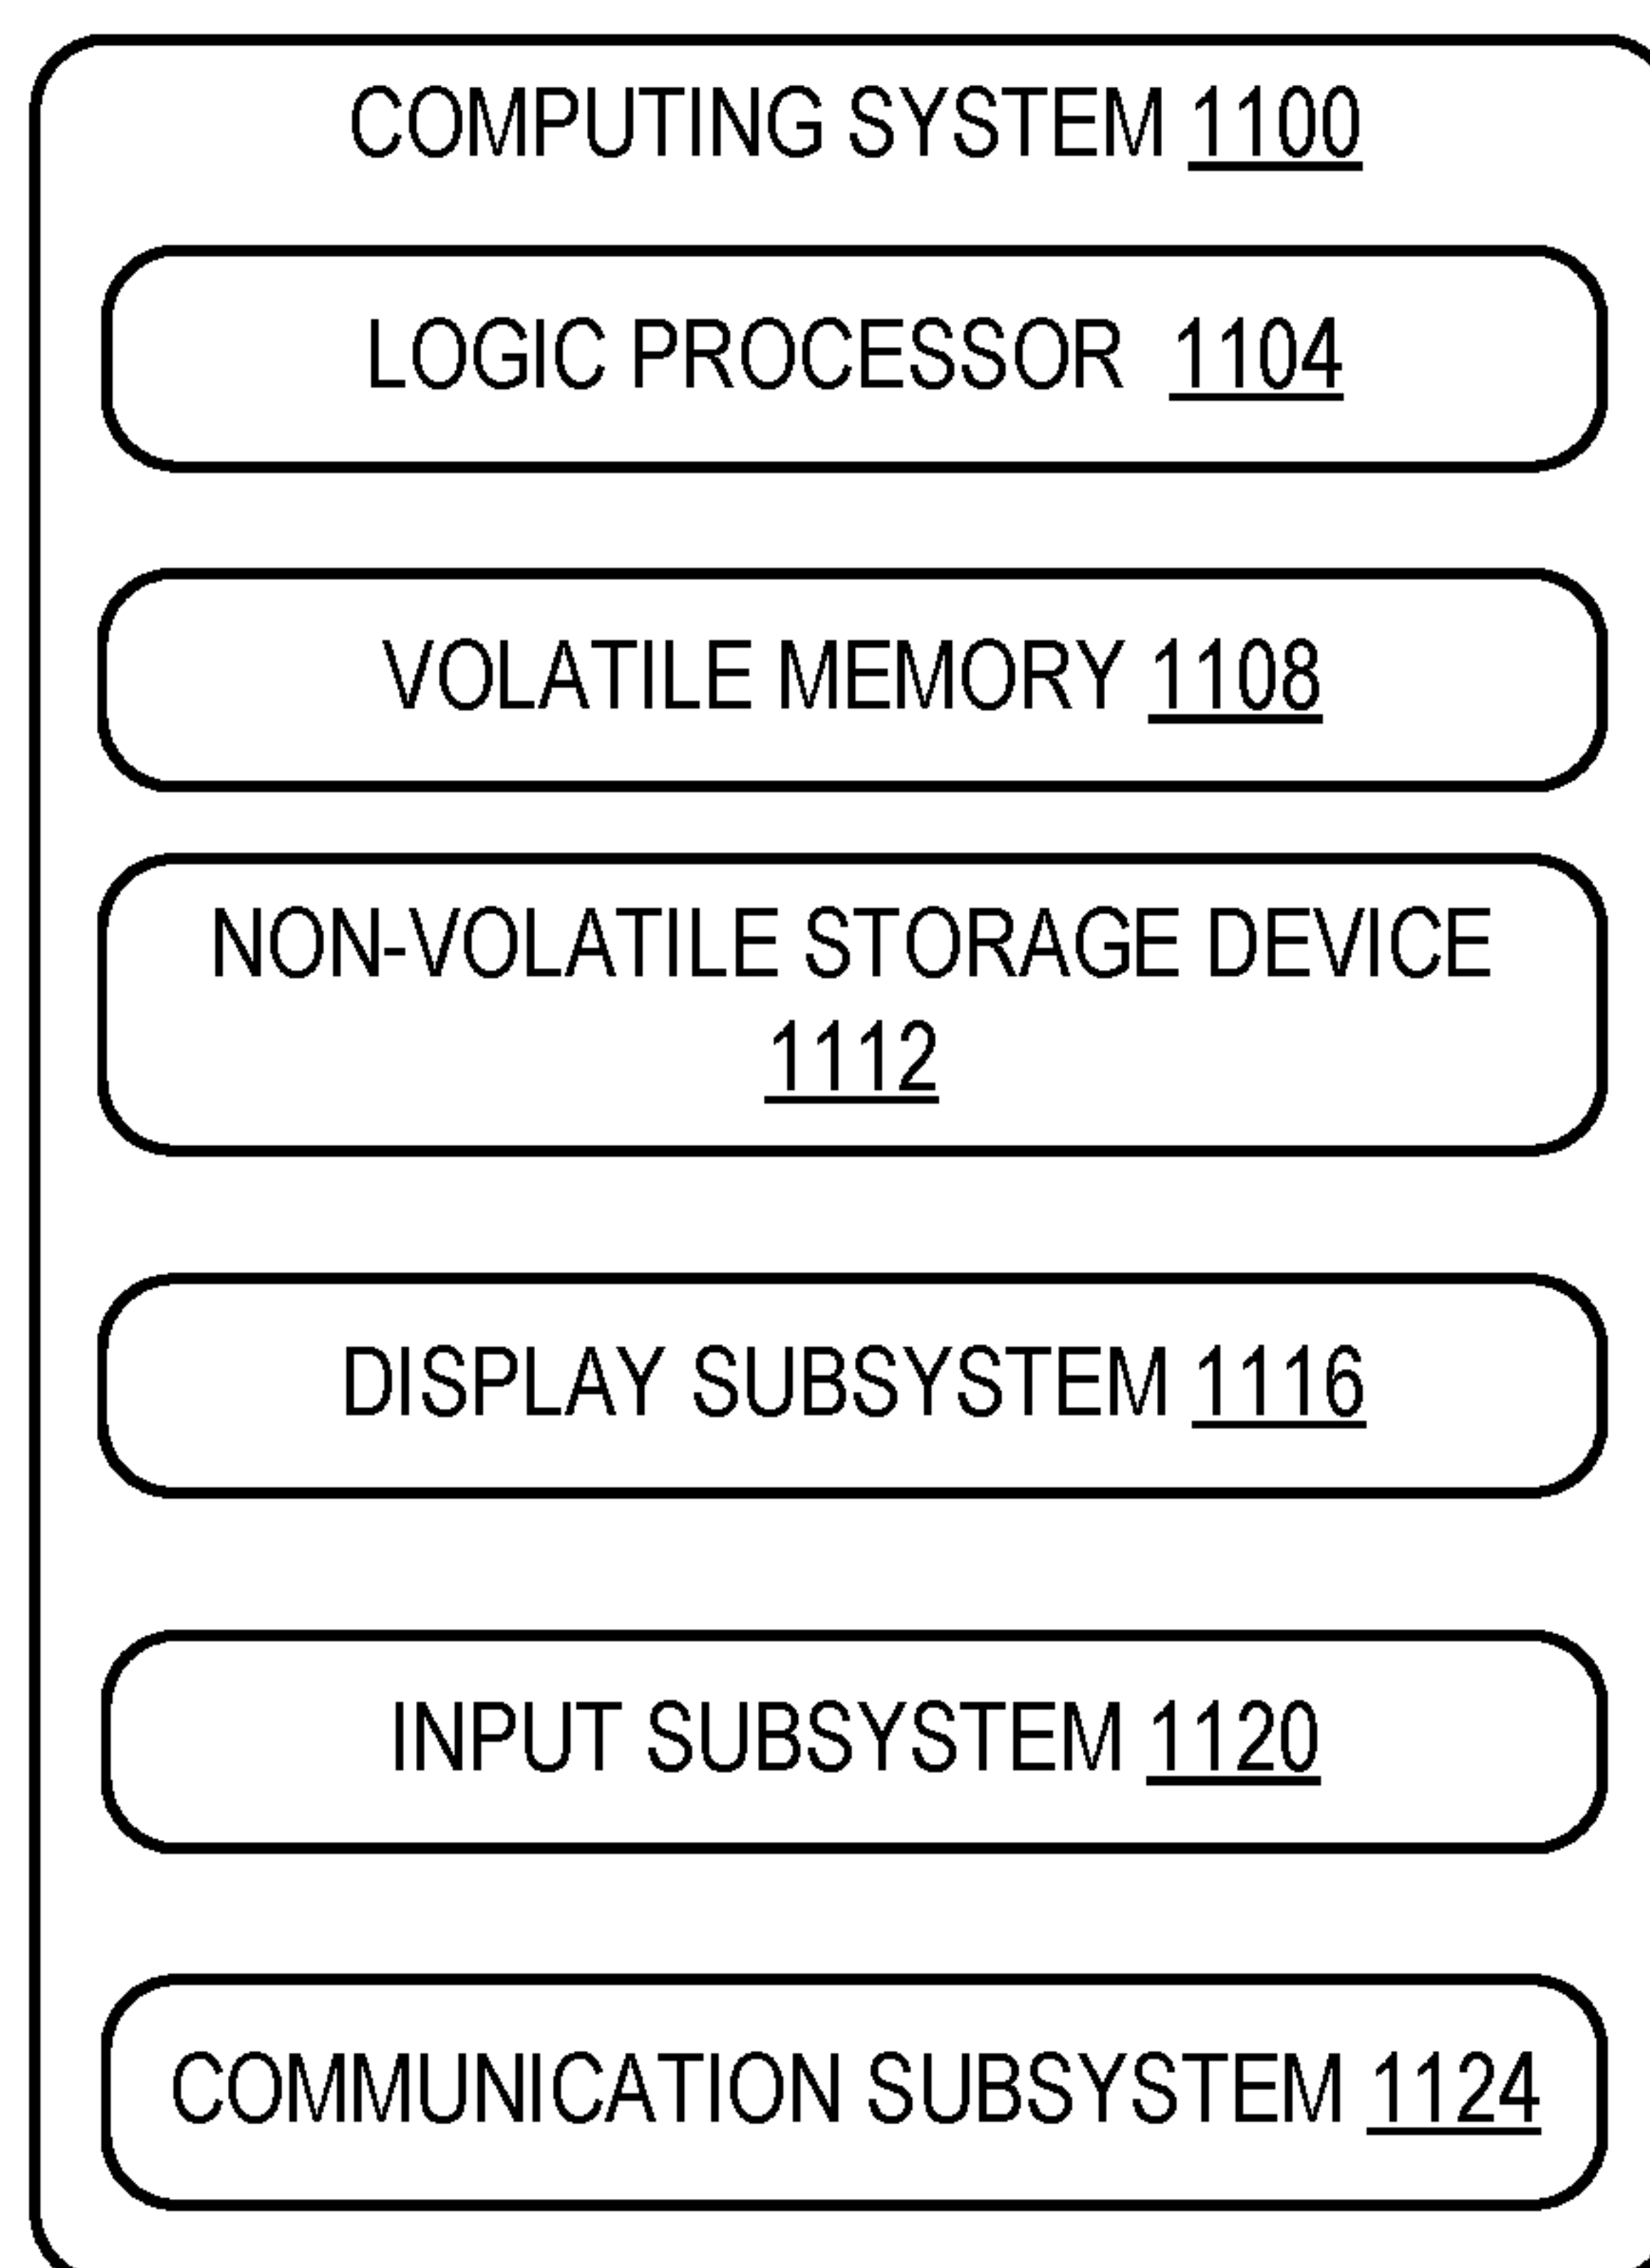 COMPUTING SYSTEM 1100
LOGIC PROCESSOR 1104
VOLATILE MEMORY 1108
NON-VOLATILE STORAGE DEVICE
1112
DISPLAY SUBSYSTEM 1116
INPUT SUBSYSTEM 1120
COMMUNICATION SUBSYSTEM 1124